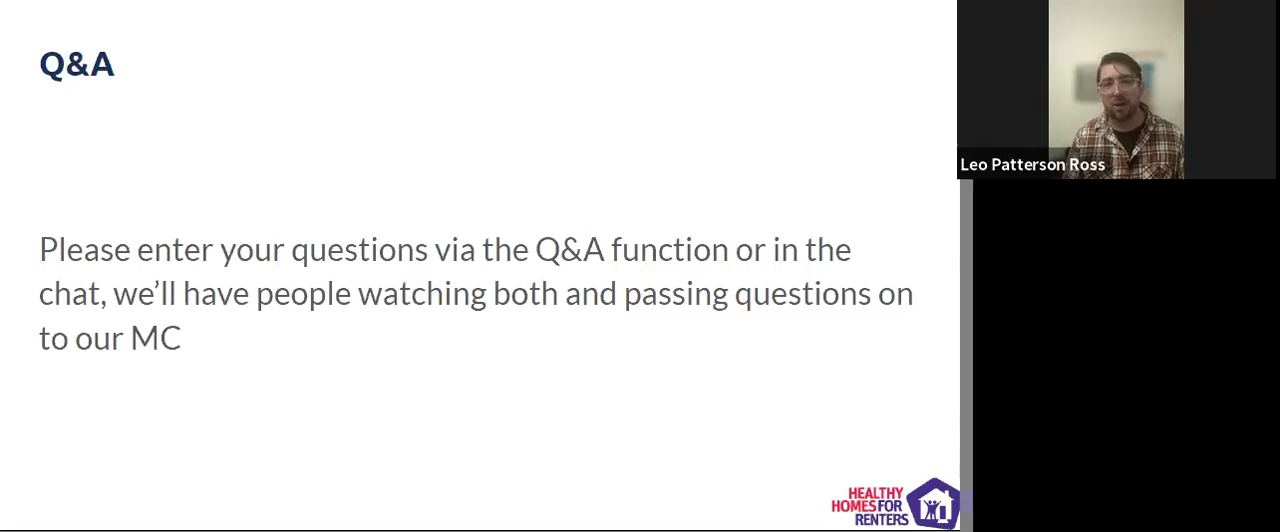 Q&A
Please enter your questions via the Q&A function or in the
chat, we’ll have people watching both and passing questions on
to our MC
Leo Patterson Ross
HEALTHY
HOMES FOR
RENTERS